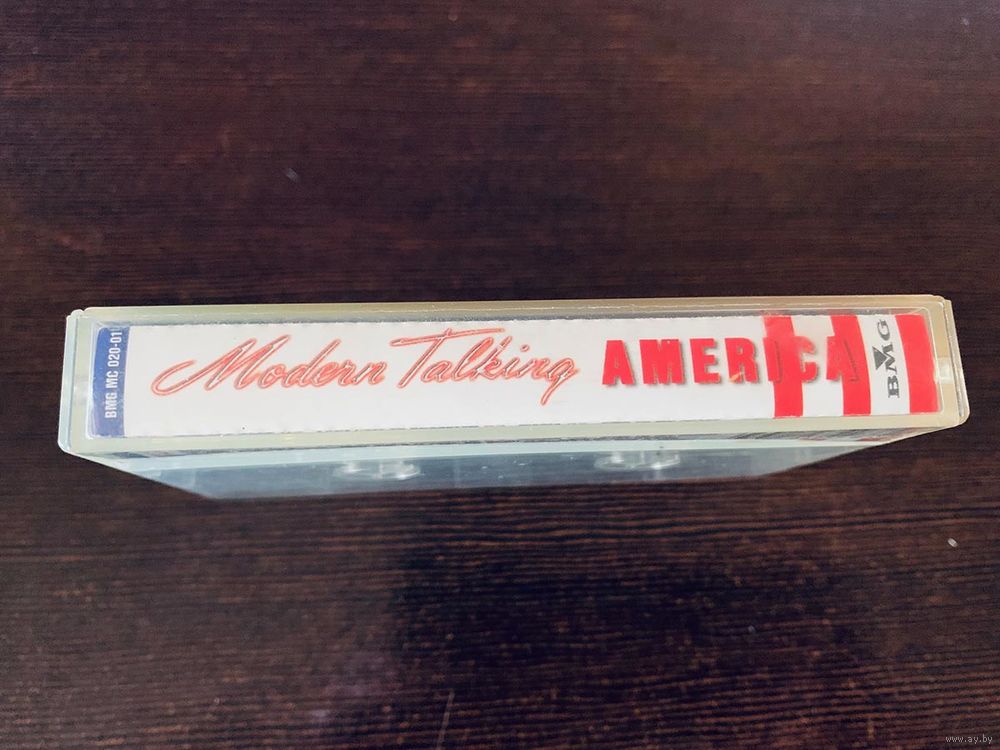 BMG MC 020-01
Modern Talking
AMERICA
BMG
www.ay.by